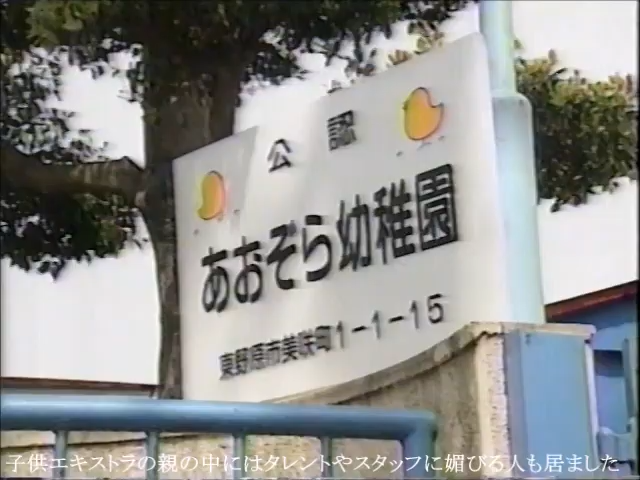 公認
あおぞら幼稚園
東野原市美咲町1-1-15
子供エキストラの親の中にはタレントやスタッフに媚びる人も居ました